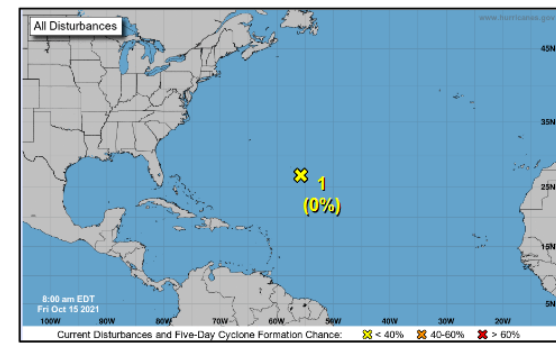 All Disturbances
www.hurricanes.gov
45N
35N
1
25N
(0%)
15N
8:00 am EDT
Fri Oct 15 2021
5N
100W 90W 80W 70W 60W 50W 40W 30W 20W
Current Disturbances and Five-Day Cyclone Formation Chance: < 40% 40-60% > 60%